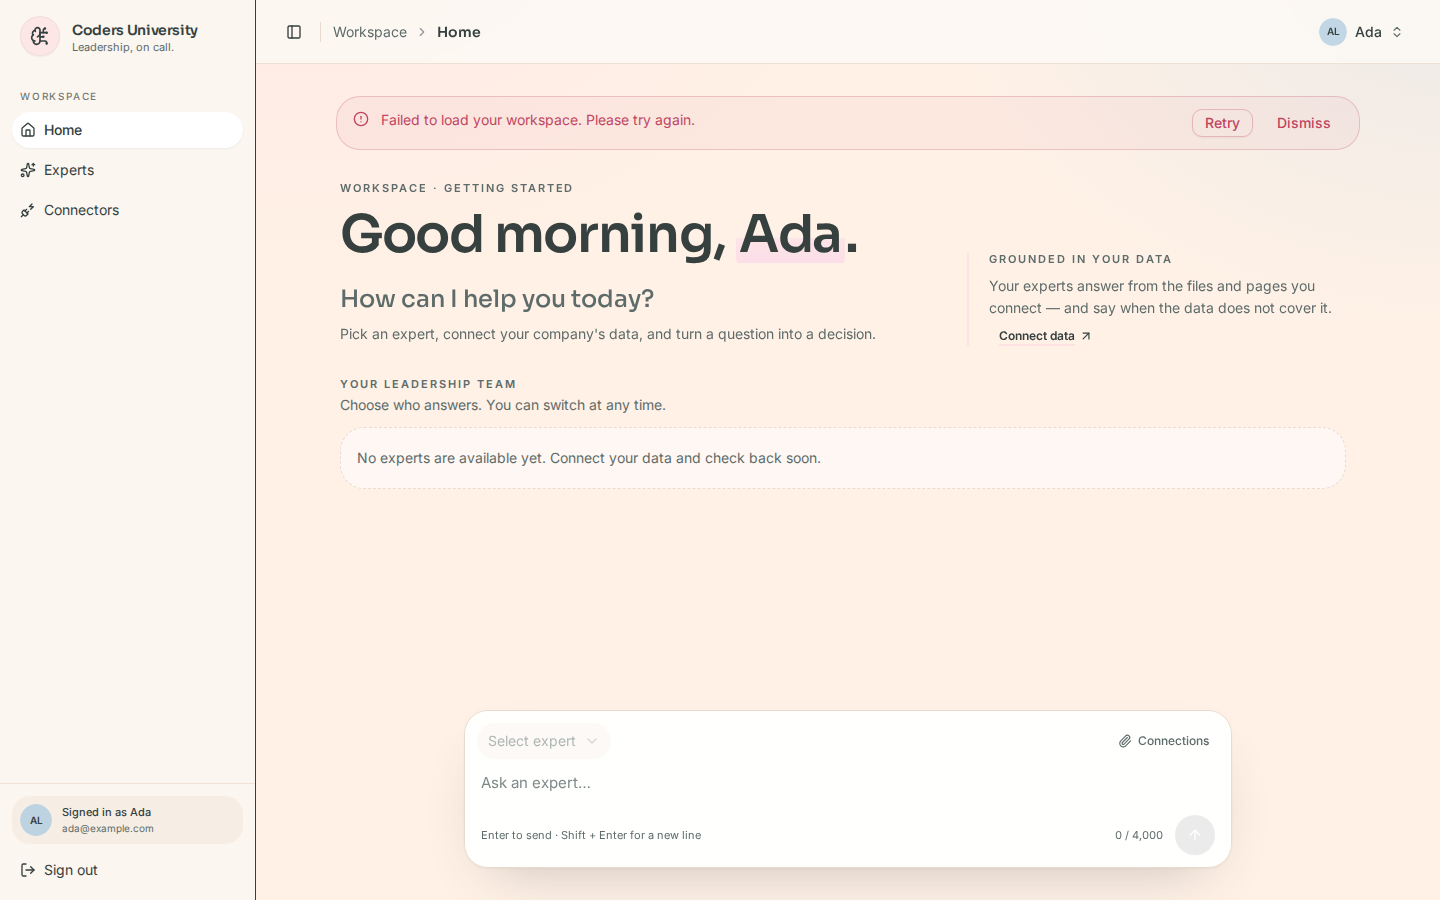 Coders University
Leadership, on call.
WORKSPACE
Home
Experts
Connectors
AL
Signed in as Ada
ada@example.com
Sign out
Workspace
Home
AL
Ada
Failed to load your workspace. Please try again.
Retry
Dismiss
WORKSPACE · GETTING STARTED
Good morning, Ada.
How can I help you today?
Pick an expert, connect your company's data, and turn a question into a decision.
GROUNDED IN YOUR DATA
Your experts answer from the files and pages you
connect — and say when the data does not cover it.
Connect data
YOUR LEADERSHIP TEAM
Choose who answers. You can switch at any time.
No experts are available yet. Connect your data and check back soon.
Select expert
Connections
Ask an expert...
Enter to send · Shift + Enter for a new line
0 / 4,000